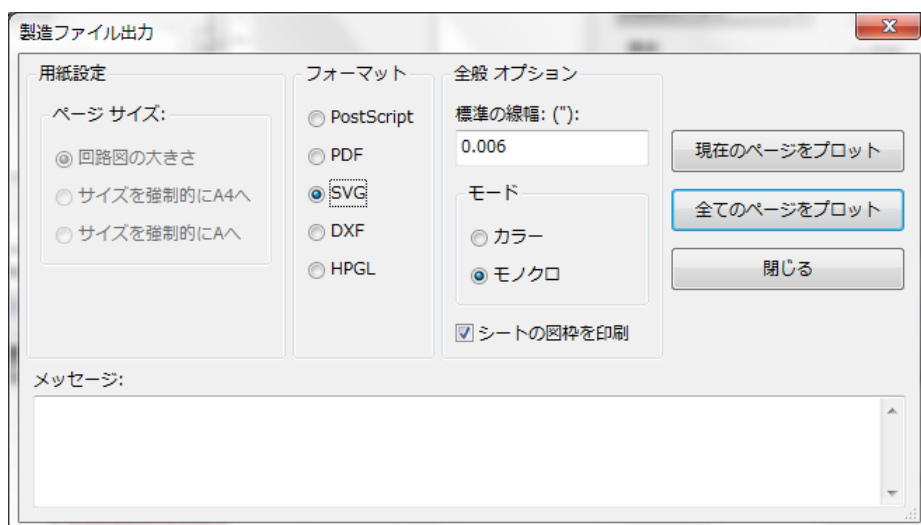 製造ファイル出力
用紙設定
ページ サイズ:
回路図の大きさ
サイズを強制的にA4へ
サイズを強制的にAへ
フォーマット
PostScript
PDF
SVG
DXF
HPGL
全般 オプション
標準の線幅: ("):
0.006
モード
カラー
モノクロ
シートの図枠を印刷
現在のページをプロット
全てのページをプロット
閉じる
メッセージ: